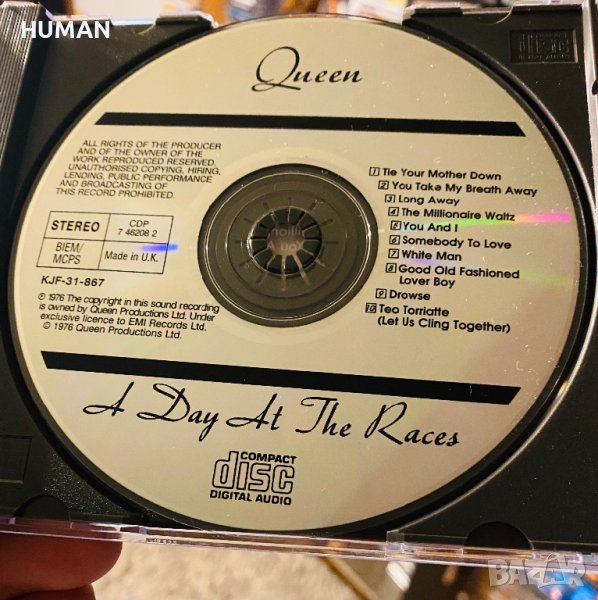 HUMAN
Queen
ALL RIGHTS OF THE PRODUCER
AND OF THE OWNER OF THE
WORK REPRODUCED RESERVED.
UNAUTHORISED COPYING, HIRING,
LENDING, PUBLIC PERFORMANCE
AND BROADCASTING OF
THIS RECORD PROHIBITED.
STEREO
CDP
7 46208 2
BIEM/
MCPS
Made in U.K.
KJF-31-867
℗ 1976 The copyright in this sound recording
is owned by Queen Productions Ltd. Under
exclusive licence to EMI Records Ltd.
© 1976 Queen Productions Ltd.
1 Tie Your Mother Down
2 You Take My Breath Away
3 Long Away
4 The Millionaire Waltz
5 You And I
6 Somebody To Love
7 White Man
8 Good Old Fashioned
Lover Boy
9 Drowse
10 Teo Torriatte
(Let Us Cling Together)
A Day At The Races
COMPACT
disc
DIGITAL AUDIO
BAZAR